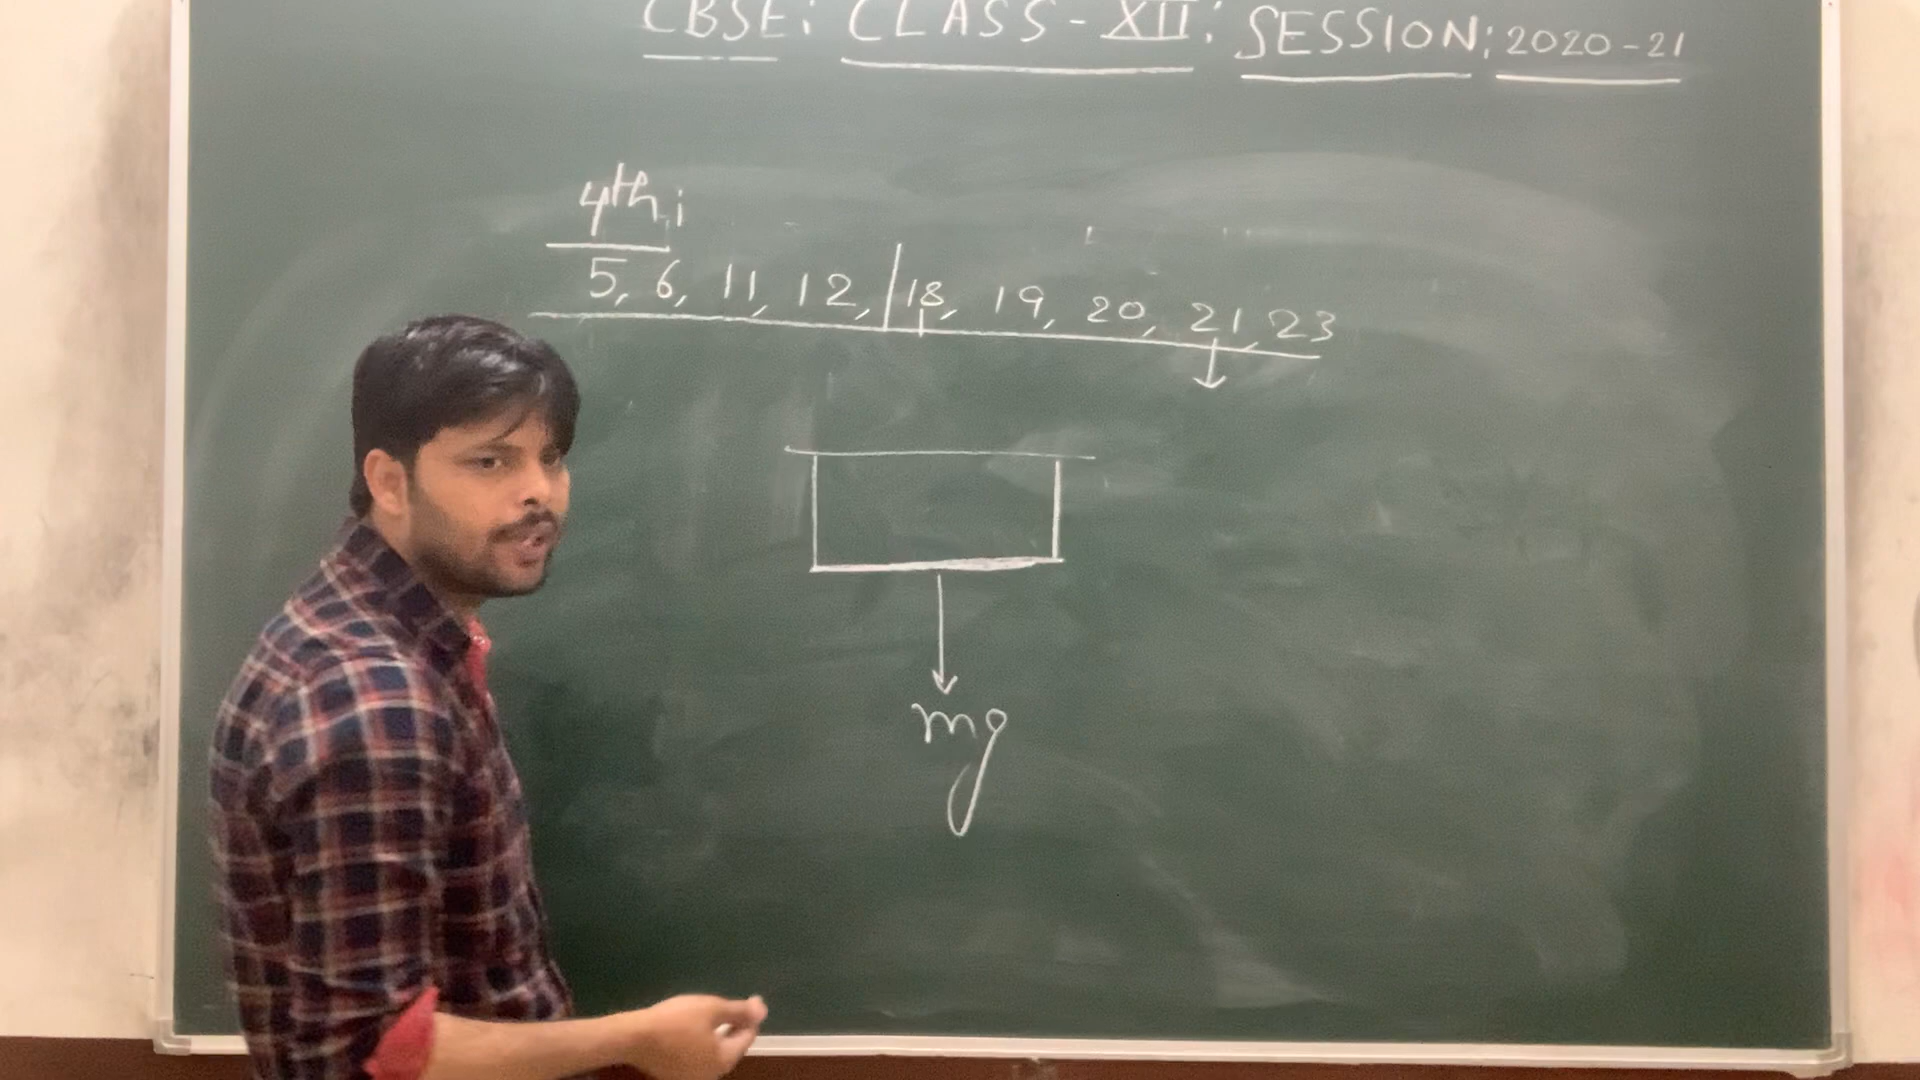 CBSE: CLASS-XII: SESSION: 2020-21
4th:
5, 6, 11, 12, 18, 19, 20, 21, 23
mg